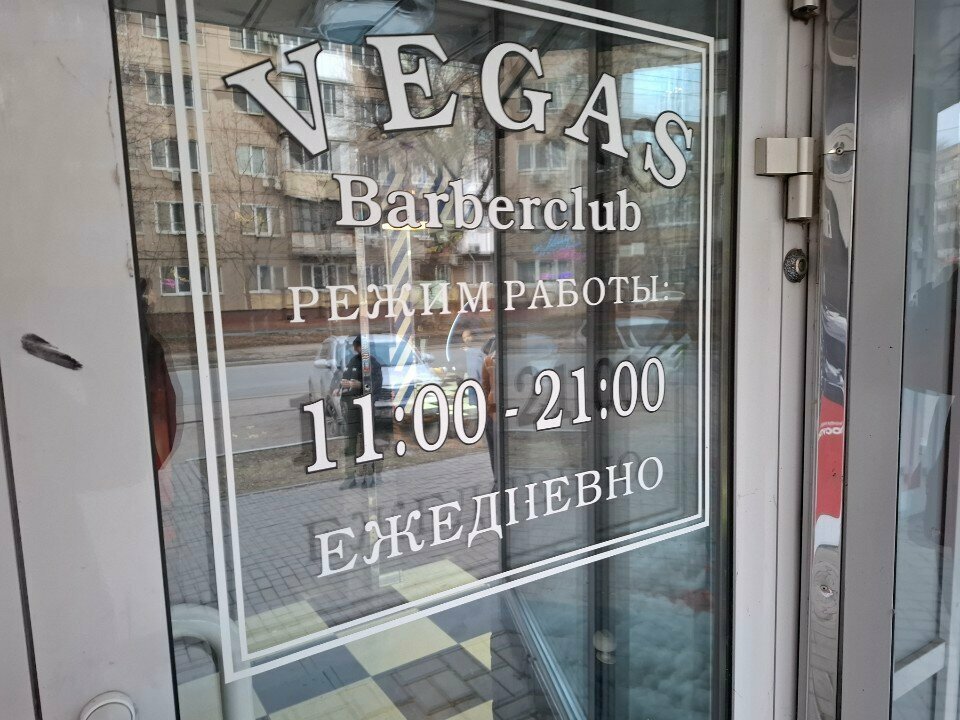 VEGAS
Barberclub
РЕЖИМ РАБОТЫ:
11:00 - 21:00
ЕЖЕДНЕВНО